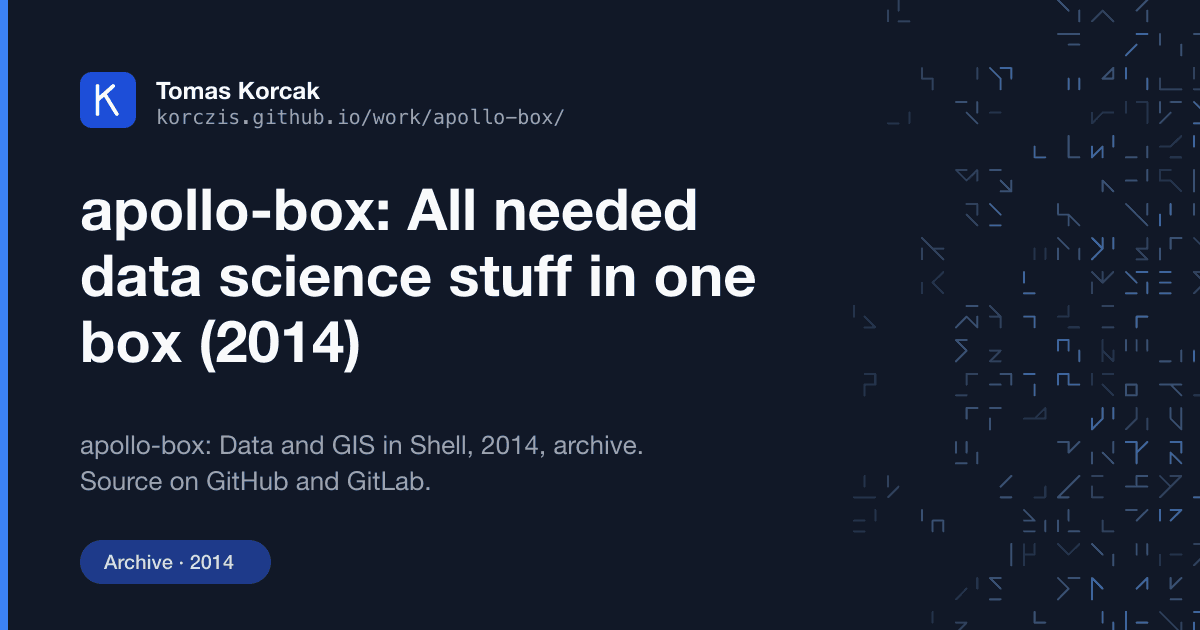 K
Tomas Korcak
korczis.github.io/work/apollo-box/
apollo-box: All needed
data science stuff in one
box (2014)
apollo-box: Data and GIS in Shell, 2014, archive.
Source on GitHub and GitLab.
Archive · 2014